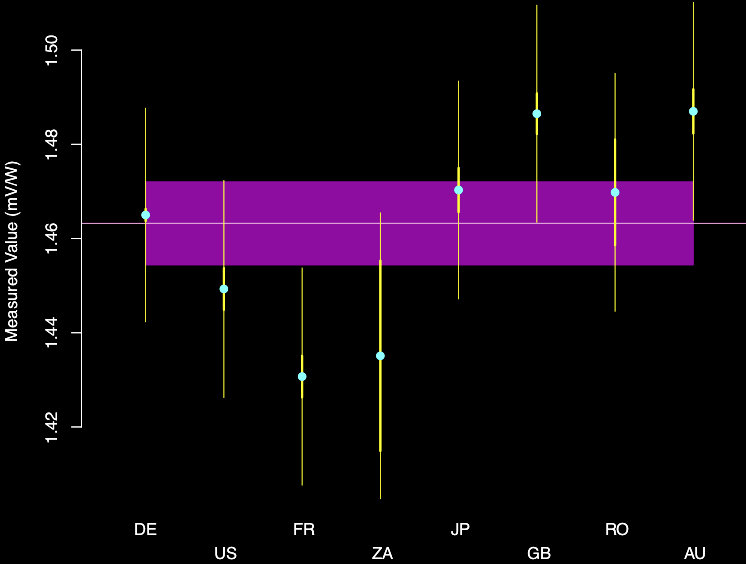 Measured Value (mV/W)
1.50
1.48
1.46
1.44
1.42
DE
FR
JP
RO
US
ZA
GB
AU